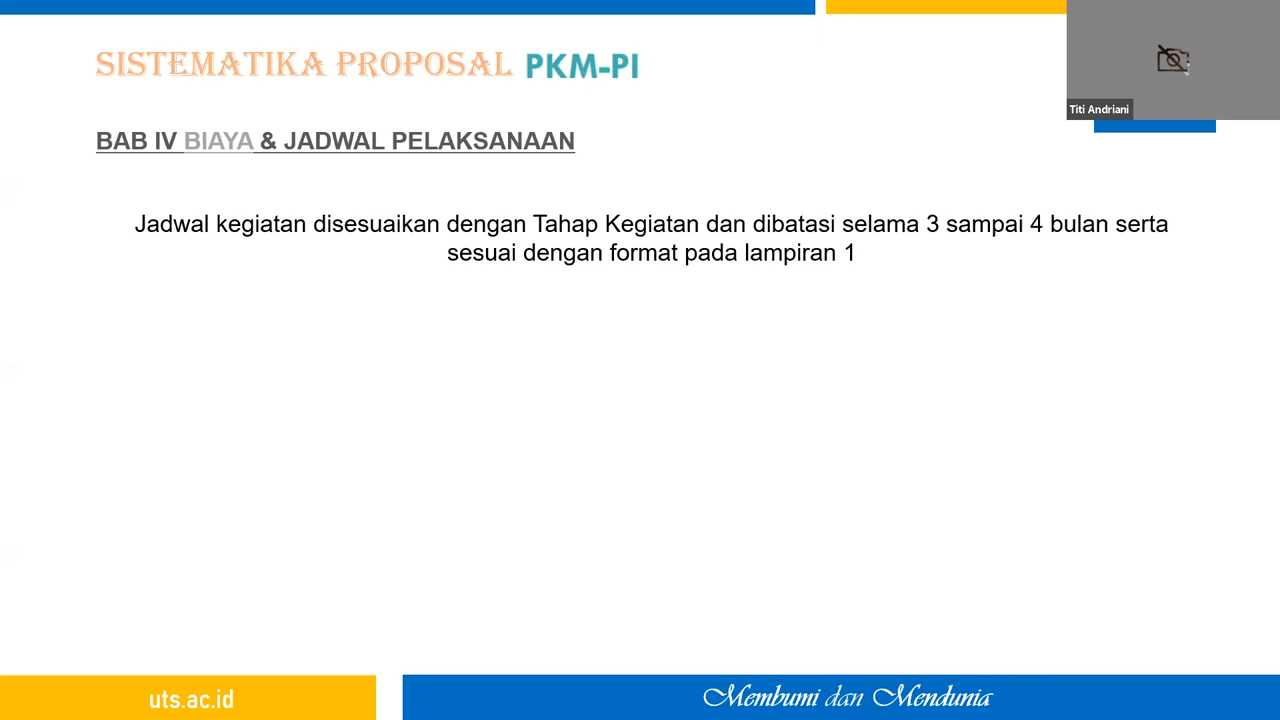 SISTEMATIKA PROPOSAL PKM-PI
Titi Andriani
BAB IV BIAYA & JADWAL PELAKSANAAN
Jadwal kegiatan disesuaikan dengan Tahap Kegiatan dan dibatasi selama 3 sampai 4 bulan serta
sesuai dengan format pada lampiran 1
uts.ac.id
Membumi dan Mendunia